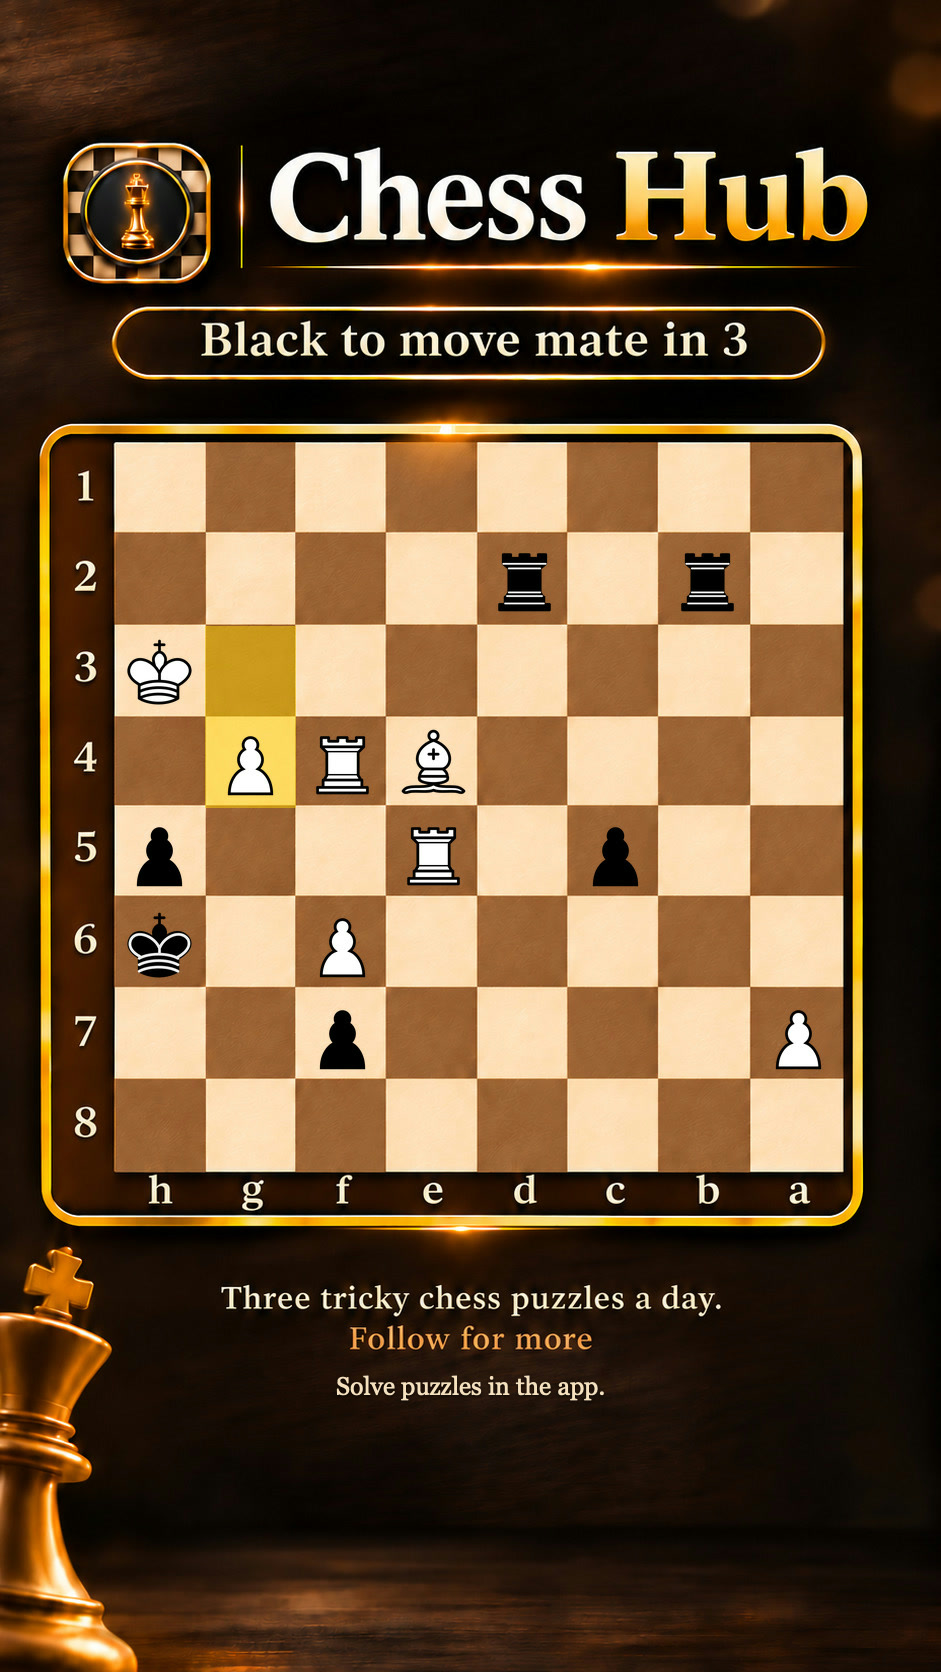 Chess Hub
Black to move mate in 3
1
2
3
4
5
6
7
8
h g f e d c b a
Three tricky chess puzzles a day.
Follow for more
Solve puzzles in the app.